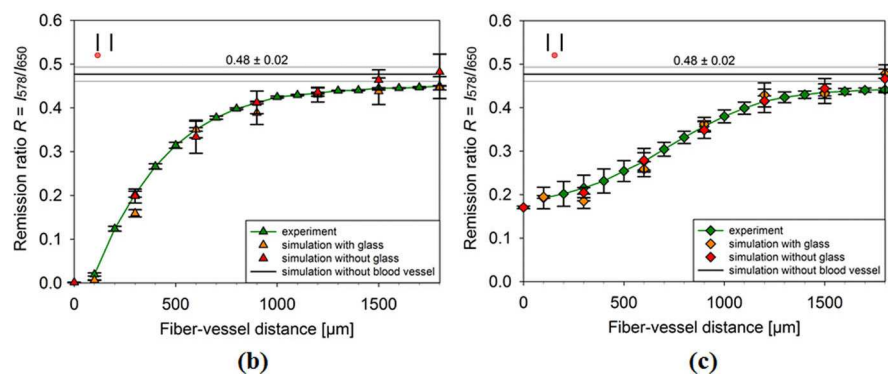 0.6
0.5
0.4
0.3
0.2
0.1
0.0
Remission ratio R = I578/I650
0.48 ± 0.02
experiment
simulation with glass
simulation without glass
simulation without blood vessel
0
500
1000
1500
Fiber-vessel distance [µm]
(b)
0.6
0.5
0.4
0.3
0.2
0.1
0.0
Remission ratio R = I578/I650
0.48 ± 0.02
experiment
simulation with glass
simulation without glass
simulation without blood vessel
0
500
1000
1500
Fiber-vessel distance [µm]
(c)